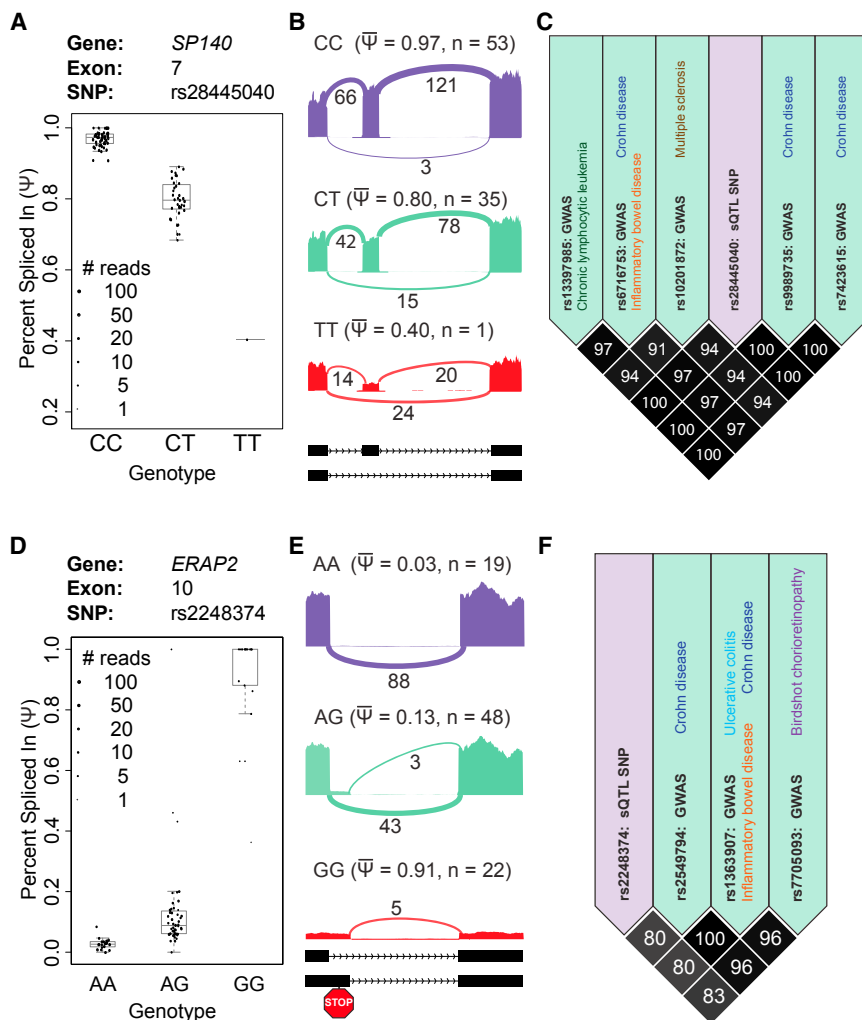 A
Gene: SP140
Exon: 7
SNP: rs28445040
Percent Spliced In (Ψ)
1.0
0.8
0.6
0.4
0.2
# reads
100
50
20
10
5
1
CC CT TT
Genotype
B
CC (Ψ̅ = 0.97, n = 53)
66
121
3
CT (Ψ̅ = 0.80, n = 35)
42
78
15
TT (Ψ̅ = 0.40, n = 1)
14
20
24
C
rs13397985: GWAS
Chronic lymphocytic leukemia
rs6716753: GWAS Crohn disease
Inflammatory bowel disease
rs10201872: GWAS Multiple sclerosis
rs28445040: sQTL SNP
rs9989735: GWAS Crohn disease
rs7423615: GWAS Crohn disease
97 91 94 100 100
94 97 94 94
100 97 97
100 97
100
D
Gene: ERAP2
Exon: 10
SNP: rs2248374
Percent Spliced In (Ψ)
1.0
0.8
0.6
0.4
0.2
0.0
# reads
100
50
20
10
5
1
AA AG GG
Genotype
E
AA (Ψ̅ = 0.03, n = 19)
88
AG (Ψ̅ = 0.13, n = 48)
3
43
GG (Ψ̅ = 0.91, n = 22)
5
STOP
F
rs2248374: sQTL SNP
rs2549794: GWAS Crohn disease
Ulcerative colitis
rs1363907: GWAS Crohn disease
Inflammatory bowel disease
rs7705093: GWAS Birdshot chorioretinopathy
80 100 96
80 96
83